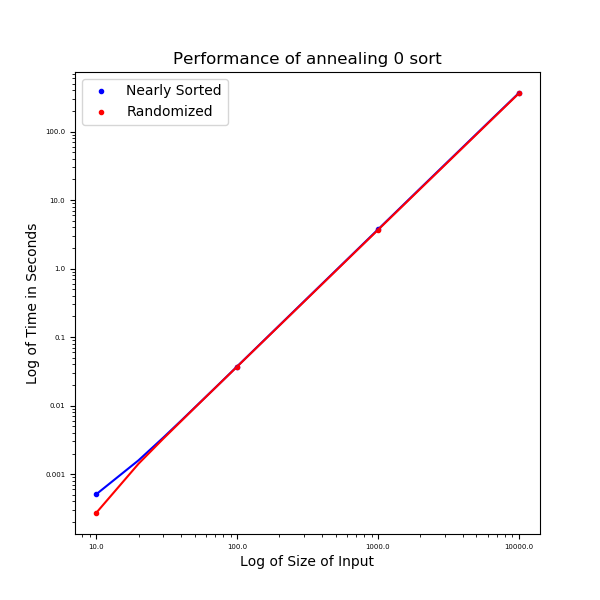 Performance of annealing 0 sort
Nearly Sorted
Randomized
100.0
10.0
1.0
0.1
0.01
0.001
Log of Time in Seconds
10.0 100.0 1000.0 10000.0
Log of Size of Input